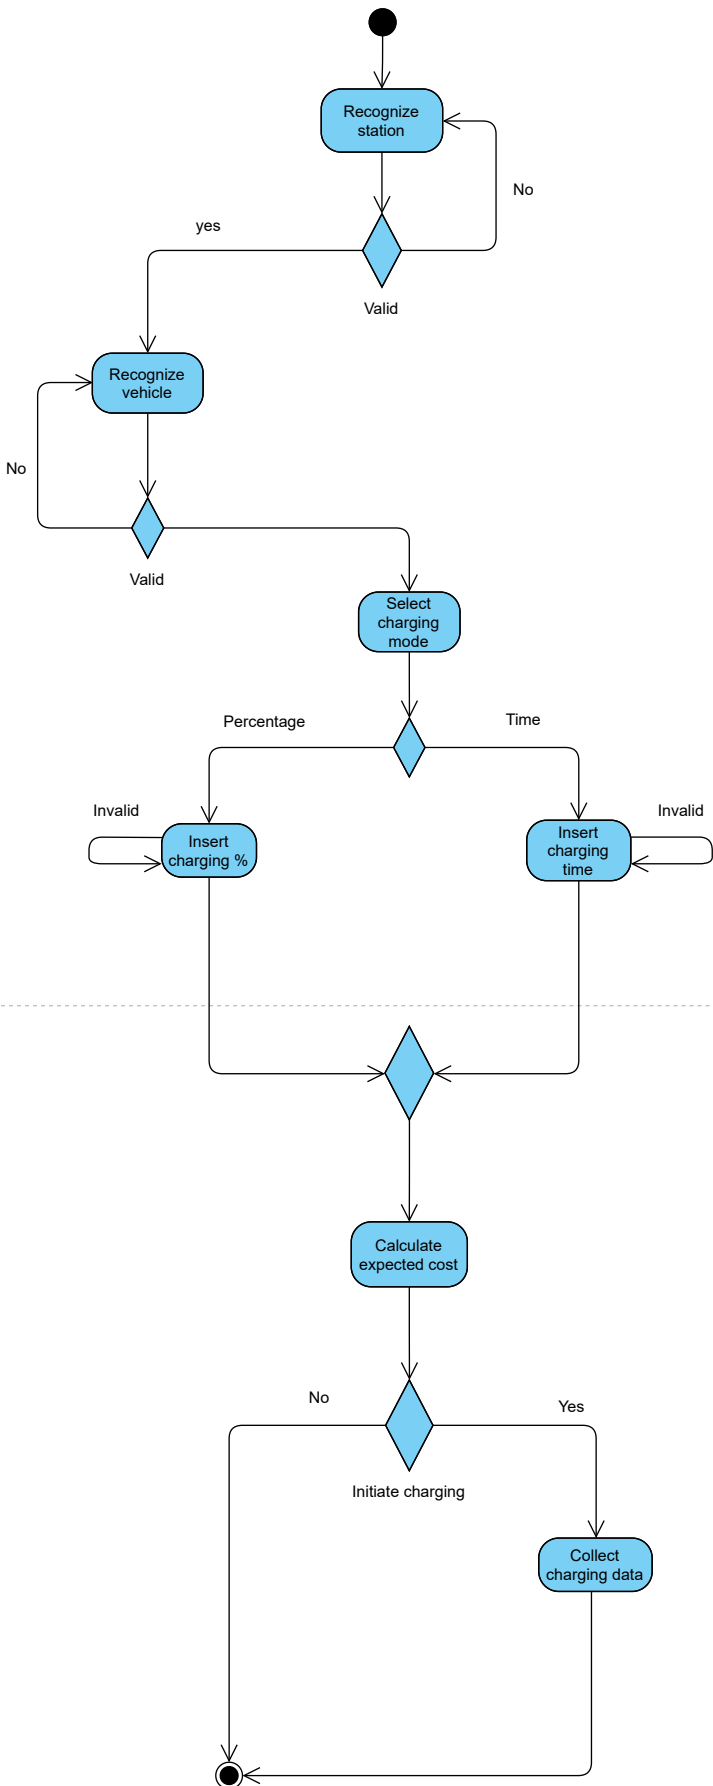 Recognize
station
No
yes
Valid
Recognize
vehicle
No
Valid
Select
charging
mode
Percentage
Time
Invalid
Invalid
Insert
charging %
Insert
charging
time
Calculate
expected cost
No
Yes
Initiate charging
Collect
charging data